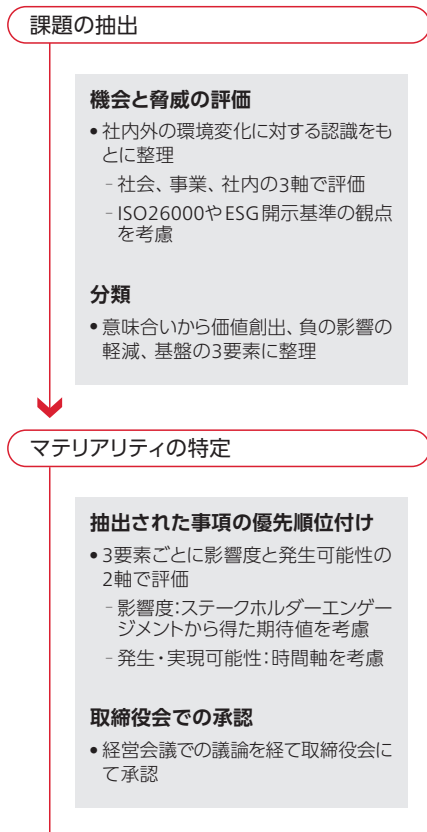 課題の抽出
機会と脅威の評価
•社内外の環境変化に対する認識をも
とに整理
-社会、事業、社内の3軸で評価
-ISO26000やESG開示基準の観点
を考慮
分類
•意味合いから価値創出、負の影響の
軽減、基盤の3要素に整理
マテリアリティの特定
抽出された事項の優先順位付け
•3要素ごとに影響度と発生可能性の
2軸で評価
-影響度:ステークホルダーエンゲー
ジメントから得た期待値を考慮
-発生・実現可能性:時間軸を考慮
取締役会での承認
•経営会議での議論を経て取締役会に
て承認